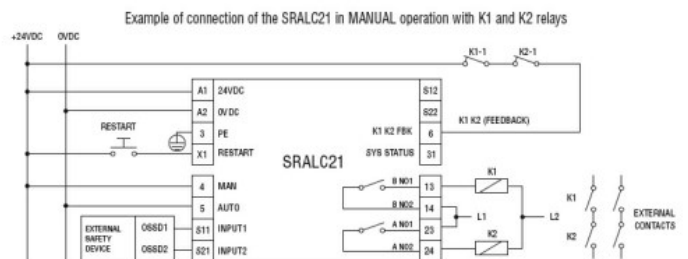 Example of connection of the SRALC21 in MANUAL operation with K1 and K2 relays
+24VDC 0VDC
K1-1 K2-1
A1 24VDC S12
A2 0VDC S22
RESTART
3 PE K1 K2 FBK 6 K1 K2 (FEEDBACK)
X1 RESTART SYS STATUS 31
SRALC21
4 MAN B NO1 13 K1
5 AUTO B NO2 14
L1 L2
EXTERNAL SAFETY DEVICE
OSSD1 S11 INPUT1 A NO1 23
OSSD2 S21 INPUT2 A NO2 24 K2
K1
K2
EXTERNAL CONTACTS